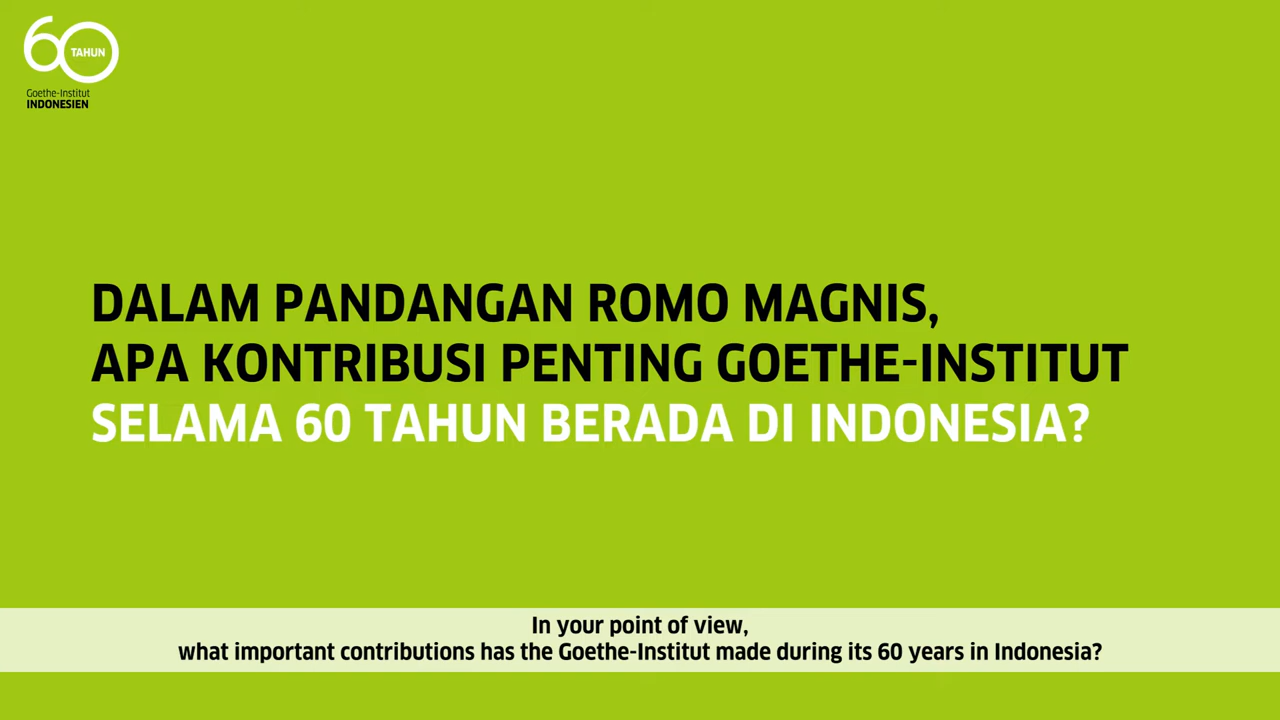 60 TAHUN
Goethe-Institut
INDONESIEN
DALAM PANDANGAN ROMO MAGNIS,
APA KONTRIBUSI PENTING GOETHE-INSTITUT
SELAMA 60 TAHUN BERADA DI INDONESIA?
In your point of view,
what important contributions has the Goethe-Institut made during its 60 years in Indonesia?